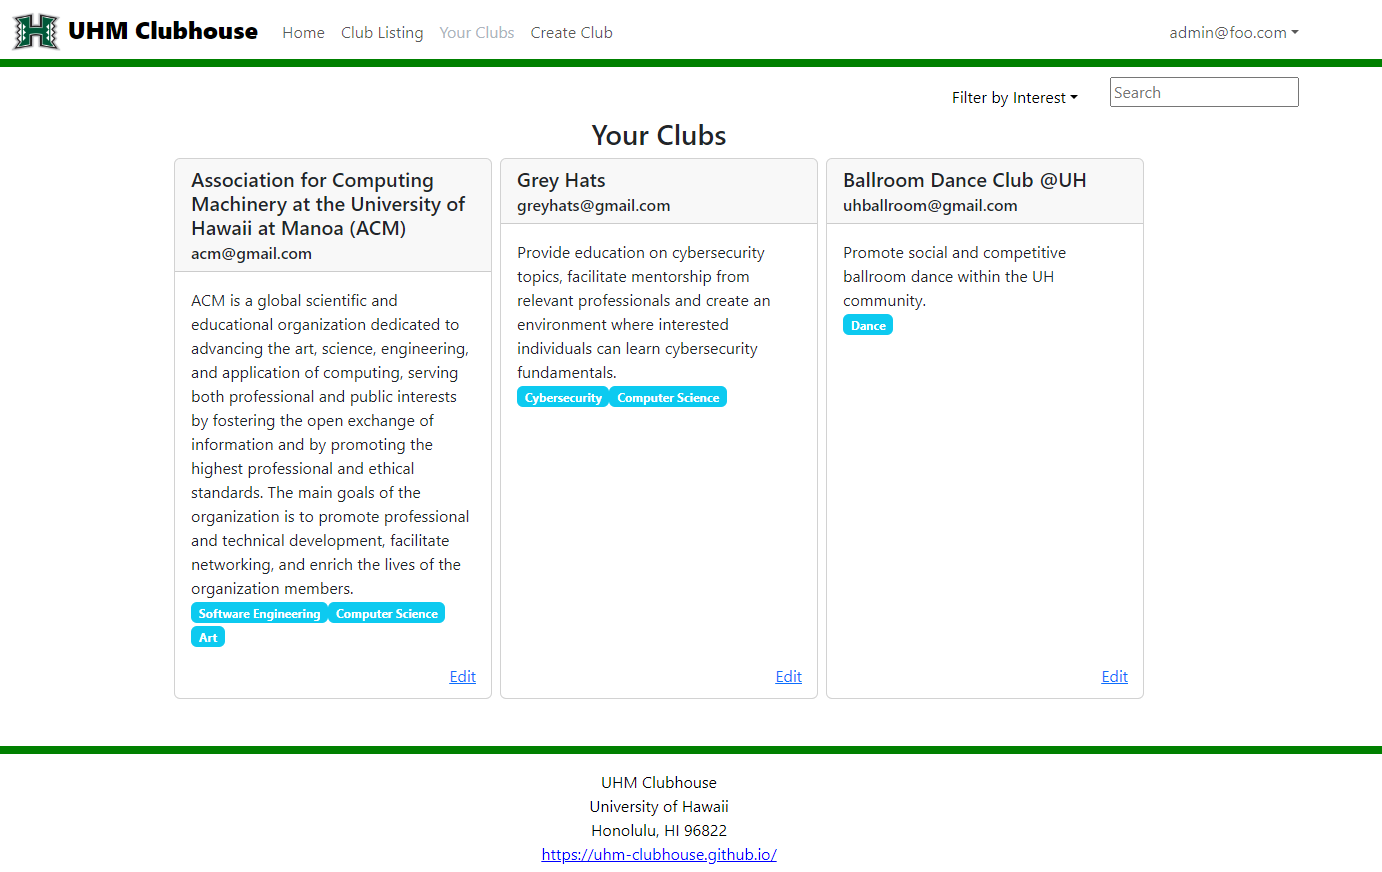 UHM Clubhouse Home Club Listing Your Clubs Create Club admin@foo.com
Filter by Interest Search
Your Clubs
Association for Computing
Machinery at the University of
Hawaii at Manoa (ACM)
acm@gmail.com
ACM is a global scientific and
educational organization dedicated to
advancing the art, science, engineering,
and application of computing, serving
both professional and public interests
by fostering the open exchange of
information and by promoting the
highest professional and ethical
standards. The main goals of the
organization is to promote professional
and technical development, facilitate
networking, and enrich the lives of the
organization members.
Software Engineering Computer Science
Art
Edit
Grey Hats
greyhats@gmail.com
Provide education on cybersecurity
topics, facilitate mentorship from
relevant professionals and create an
environment where interested
individuals can learn cybersecurity
fundamentals.
Cybersecurity Computer Science
Edit
Ballroom Dance Club @UH
uhballroom@gmail.com
Promote social and competitive
ballroom dance within the UH
community.
Dance
Edit
UHM Clubhouse
University of Hawaii
Honolulu, HI 96822
https://uhm-clubhouse.github.io/